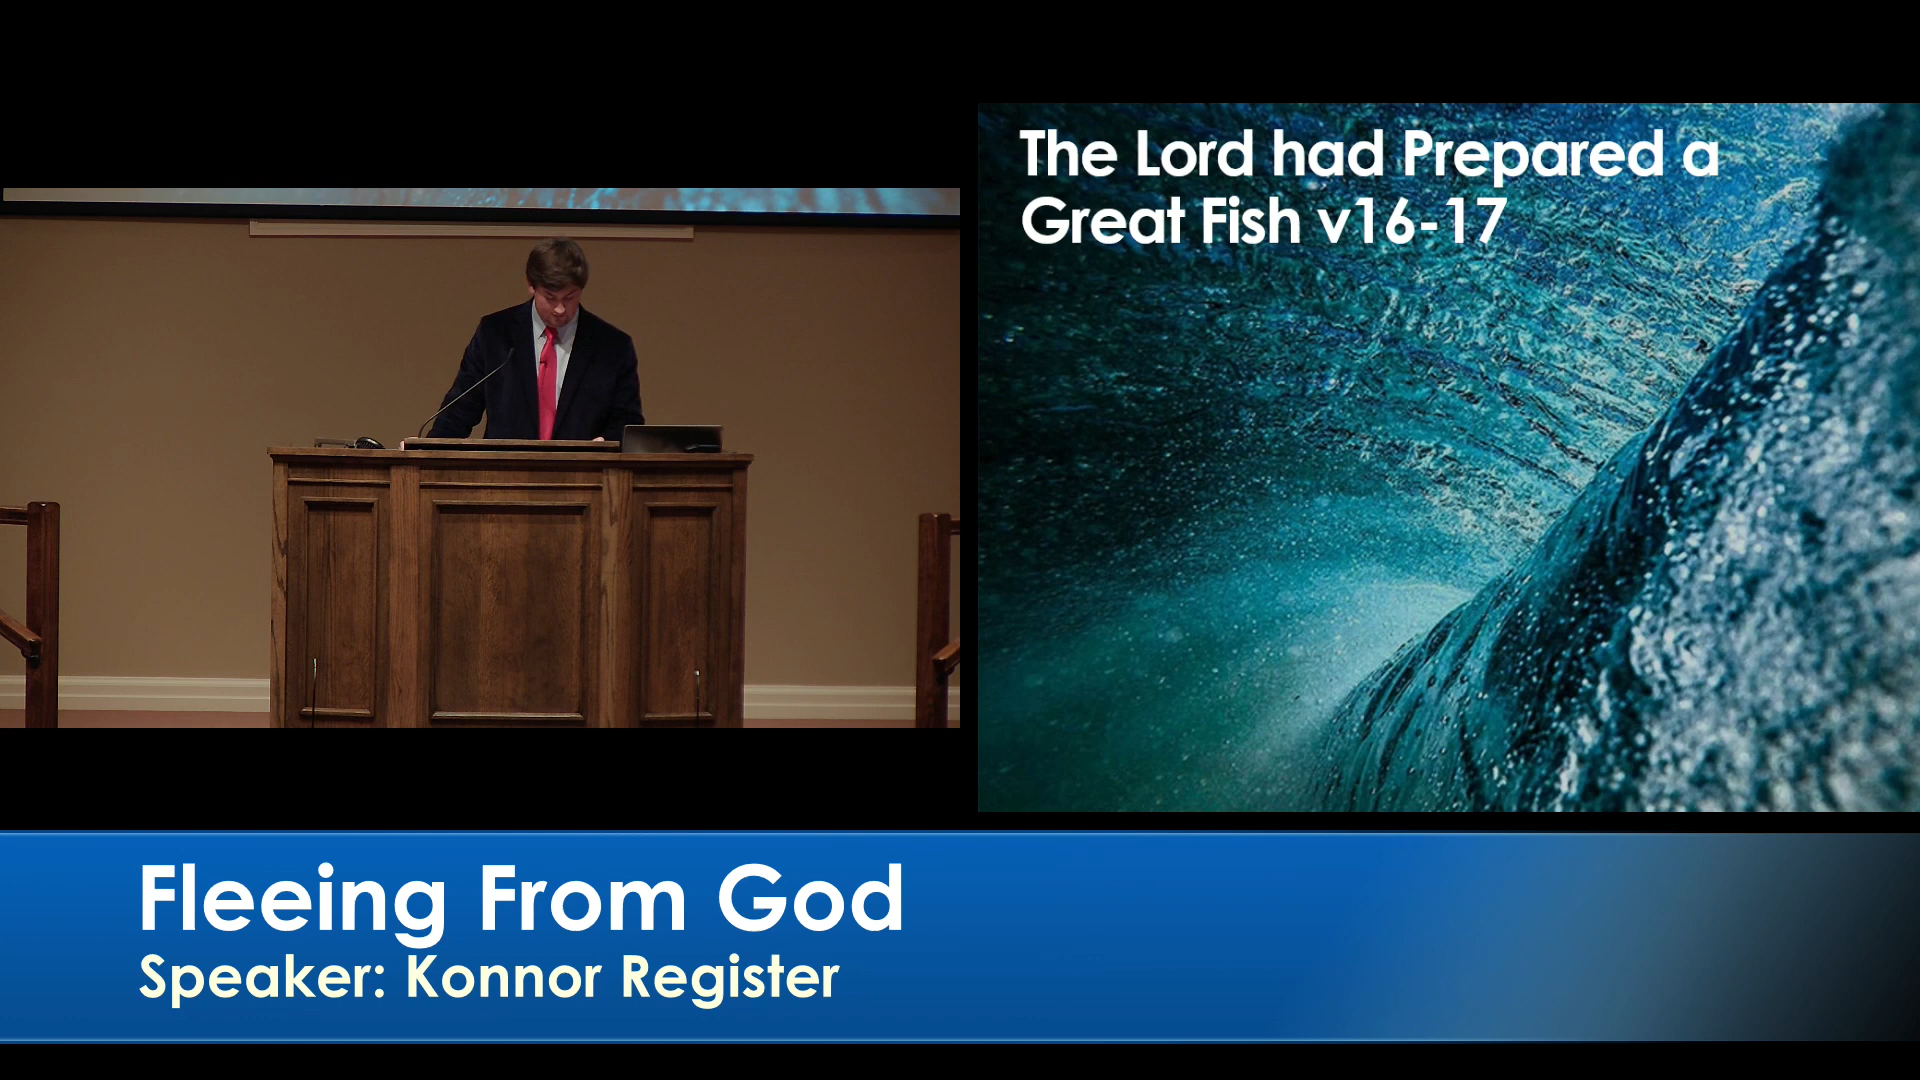 The Lord had Prepared a
Great Fish v16-17
Fleeing From God
Speaker: Konnor Register